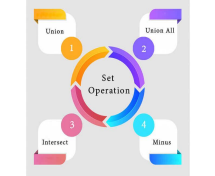 Union
Union All
1
2
Set
Operation
3
4
Intersect
Minus